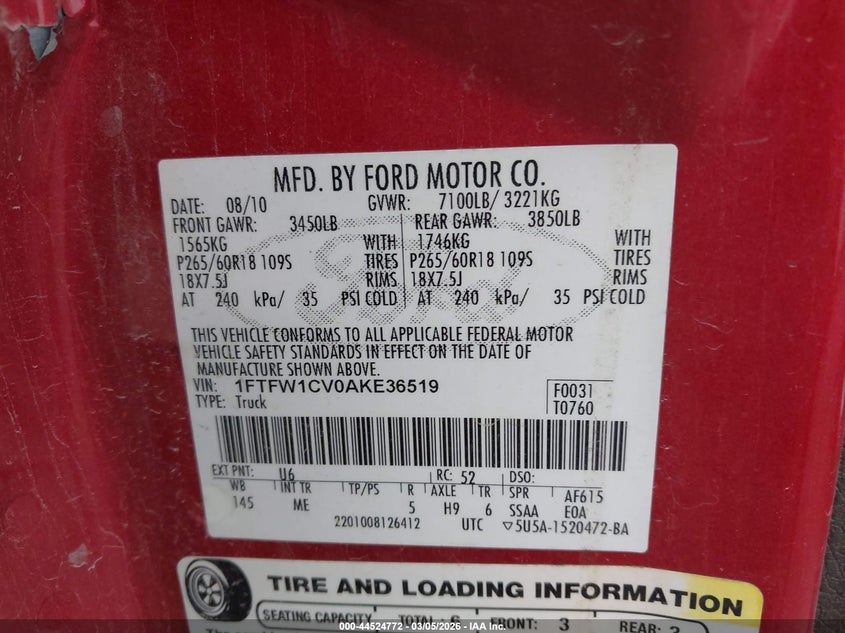 MFD. BY FORD MOTOR CO.
DATE: 08/10 GVWR: 7100LB/ 3221KG
FRONT GAWR: 3450LB REAR GAWR: 3850LB
1565KG WITH 1746KG WITH
P265/60R18 109S TIRES P265/60R18 109S TIRES
18X7.5J RIMS 18X7.5J RIMS
AT 240 kPa/ 35 PSI COLD AT 240 kPa/ 35 PSI COLD
Ford
THIS VEHICLE CONFORMS TO ALL APPLICABLE FEDERAL MOTOR
VEHICLE SAFETY STANDARDS IN EFFECT ON THE DATE OF
MANUFACTURE SHOWN ABOVE.
VIN: 1FTFW1CV0AKE36519 F0031
TYPE: Truck T0760
EXT PNT: U6 RC: 52 DSO:
WB INT TR TP/PS R AXLE TR SPR AF615
145 ME 5 H9 6 SSAA EOA
2201008126412 UTC ▽5U5A-1520472-BA
TIRE AND LOADING INFORMATION
SEATING CAPACITY TOTAL : 6 FRONT: 3 REAR: 3
000-44524772 - 03/05/2026 - IAA Inc.